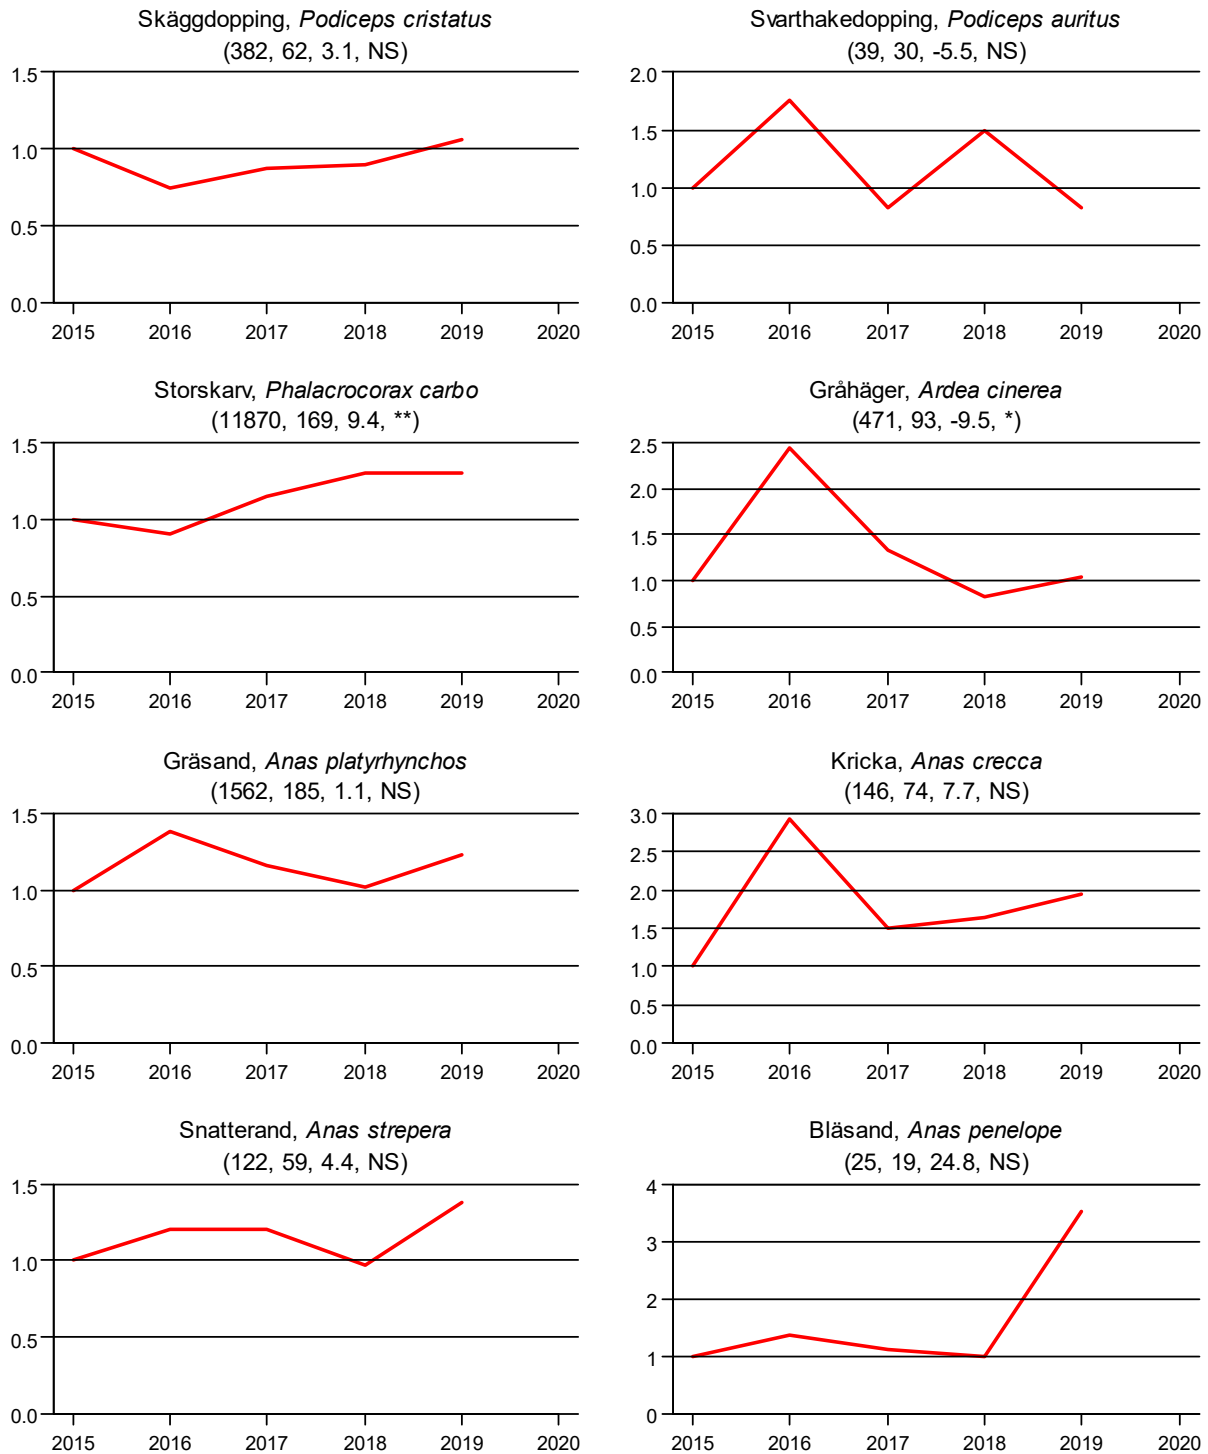 Skäggdopping, Podiceps cristatus
(382, 62, 3.1, NS)
1.5
1.0
0.5
0.0
2015 2016 2017 2018 2019 2020
Svarthakedopping, Podiceps auritus
(39, 30, -5.5, NS)
2.0
1.5
1.0
0.5
0.0
2015 2016 2017 2018 2019 2020
Storskarv, Phalacrocorax carbo
(11870, 169, 9.4, **)
1.5
1.0
0.5
0.0
2015 2016 2017 2018 2019 2020
Gråhäger, Ardea cinerea
(471, 93, -9.5, *)
2.5
2.0
1.5
1.0
0.5
0.0
2015 2016 2017 2018 2019 2020
Gräsand, Anas platyrhynchos
(1562, 185, 1.1, NS)
1.5
1.0
0.5
0.0
2015 2016 2017 2018 2019 2020
Kricka, Anas crecca
(146, 74, 7.7, NS)
3.0
2.5
2.0
1.5
1.0
0.5
0.0
2015 2016 2017 2018 2019 2020
Snatterand, Anas strepera
(122, 59, 4.4, NS)
1.5
1.0
0.5
0.0
2015 2016 2017 2018 2019 2020
Bläsand, Anas penelope
(25, 19, 24.8, NS)
4
3
2
1
0
2015 2016 2017 2018 2019 2020